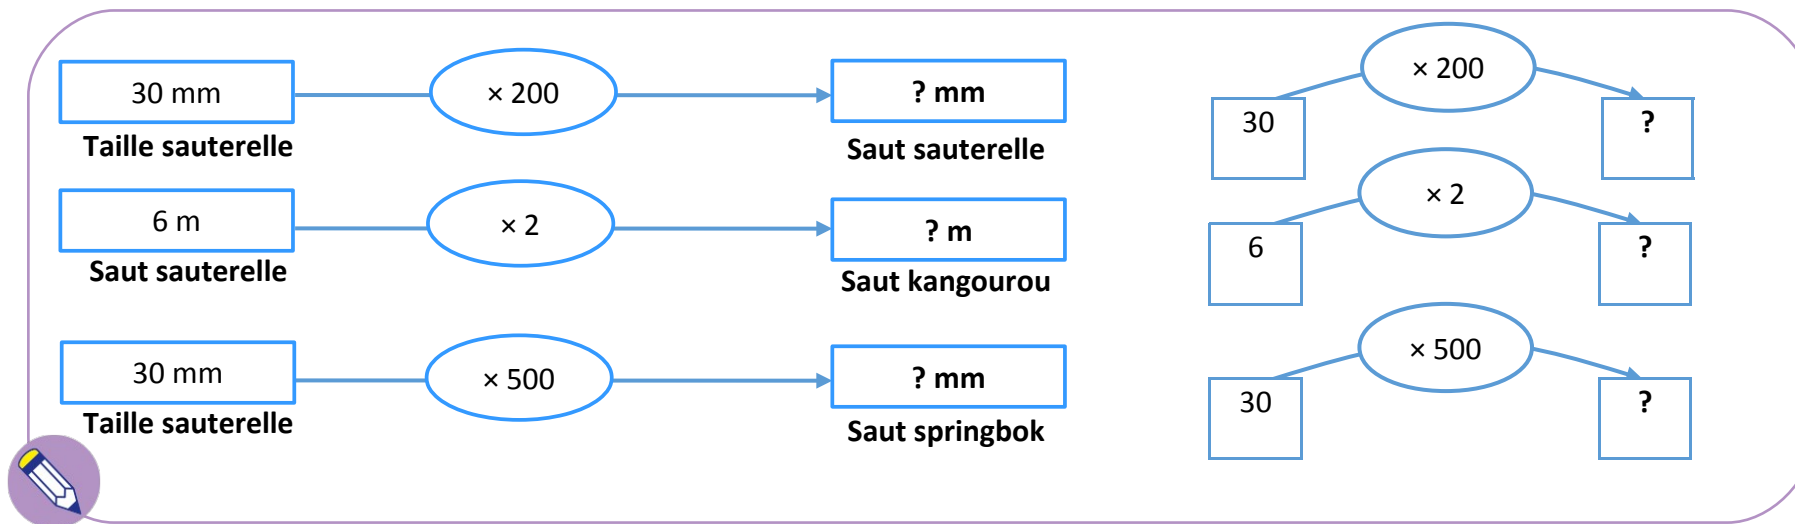 30 mm × 200 ? mm
Taille sauterelle Saut sauterelle
6 m × 2 ? m
Saut sauterelle Saut kangourou
30 mm × 500 ? mm
Taille sauterelle Saut springbok
× 200
30 ?
× 2
6 ?
× 500
30 ?